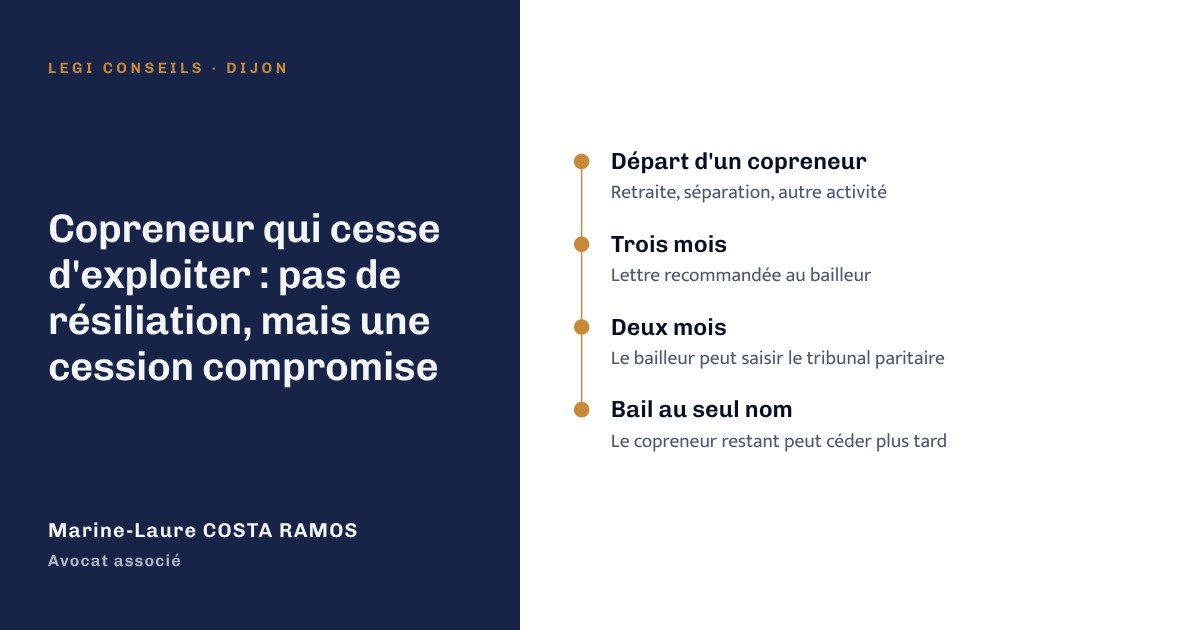 LEGI CONSEILS · DIJON
Copreneur qui cesse
d'exploiter : pas de
résiliation, mais une
cession compromise
Marine-Laure COSTA RAMOS
Avocat associé
Départ d'un copreneur
Retraite, séparation, autre activité
Trois mois
Lettre recommandée au bailleur
Deux mois
Le bailleur peut saisir le tribunal paritaire
Bail au seul nom
Le copreneur restant peut céder plus tard